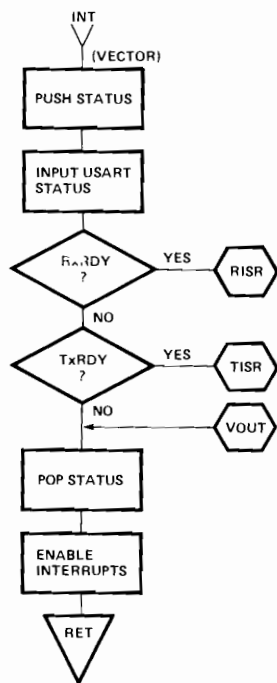 INT
(VECTOR)
PUSH STATUS
INPUT USART
STATUS
RxRDY
?
YES
RISR
NO
TxRDY
?
YES
TISR
NO
VOUT
POP STATUS
ENABLE
INTERRUPTS
RET